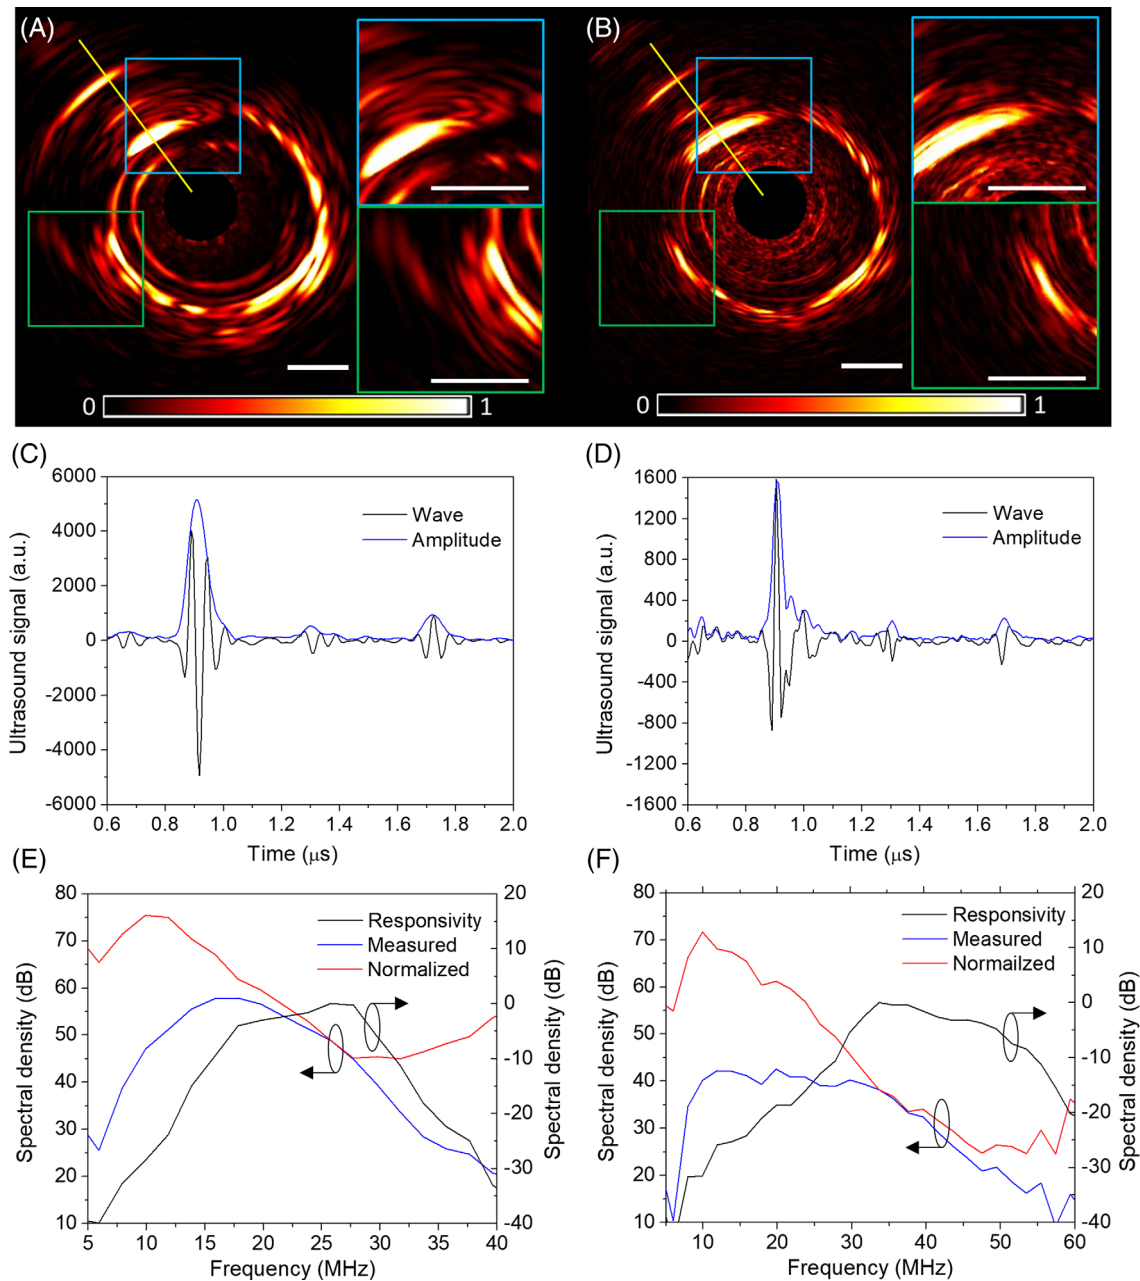 (A)
(B)
0
1
0
1
(C)
(D)
6000
4000
2000
0
-2000
-4000
-6000
Ultrasound signal (a.u.)
Wave
Amplitude
0.6 0.8 1.0 1.2 1.4 1.6 1.8 2.0
Time (μs)
1600
1200
800
400
0
-400
-800
-1200
-1600
Ultrasound signal (a.u.)
Wave
Amplitude
0.6 0.8 1.0 1.2 1.4 1.6 1.8 2.0
Time (μs)
(E)
(F)
80
70
60
50
40
30
20
10
Spectral density (dB)
Responsivity
Measured
Normalized
20
10
0
-10
-20
-30
-40
Spectral density (dB)
5 10 15 20 25 30 35 40
Frequency (MHz)
80
70
60
50
40
30
20
10
Spectral density (dB)
Responsivity
Measured
Normailzed
20
10
0
-10
-20
-30
-40
Spectral density (dB)
10 20 30 40 50 60
Frequency (MHz)